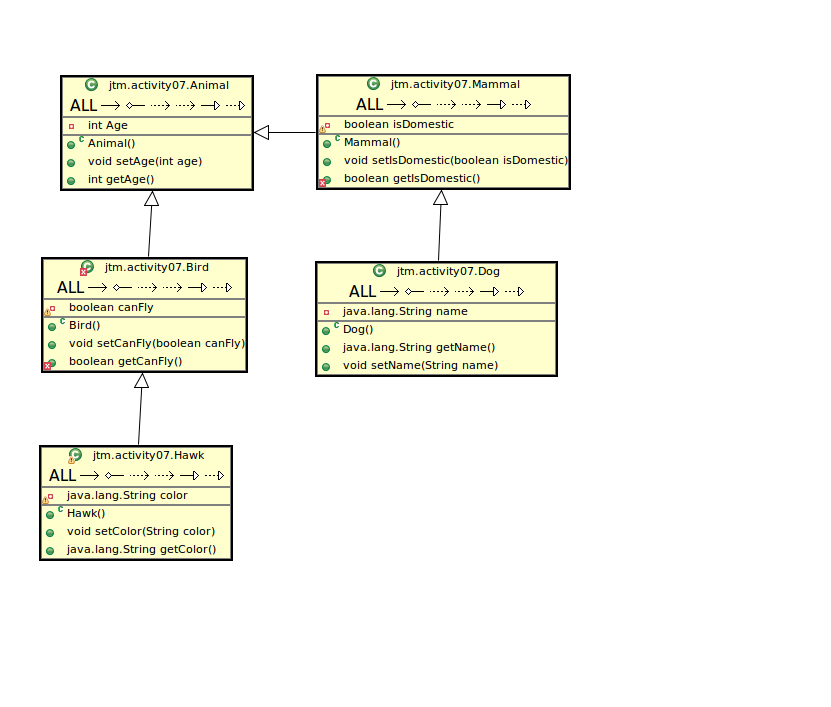 jtm.activity07.Animal
ALL
int Age
Animal()
void setAge(int age)
int getAge()
jtm.activity07.Mammal
ALL
boolean isDomestic
Mammal()
void setIsDomestic(boolean isDomestic)
boolean getIsDomestic()
jtm.activity07.Bird
ALL
boolean canFly
Bird()
void setCanFly(boolean canFly)
boolean getCanFly()
jtm.activity07.Dog
ALL
java.lang.String name
Dog()
java.lang.String getName()
void setName(String name)
jtm.activity07.Hawk
ALL
java.lang.String color
Hawk()
void setColor(String color)
java.lang.String getColor()